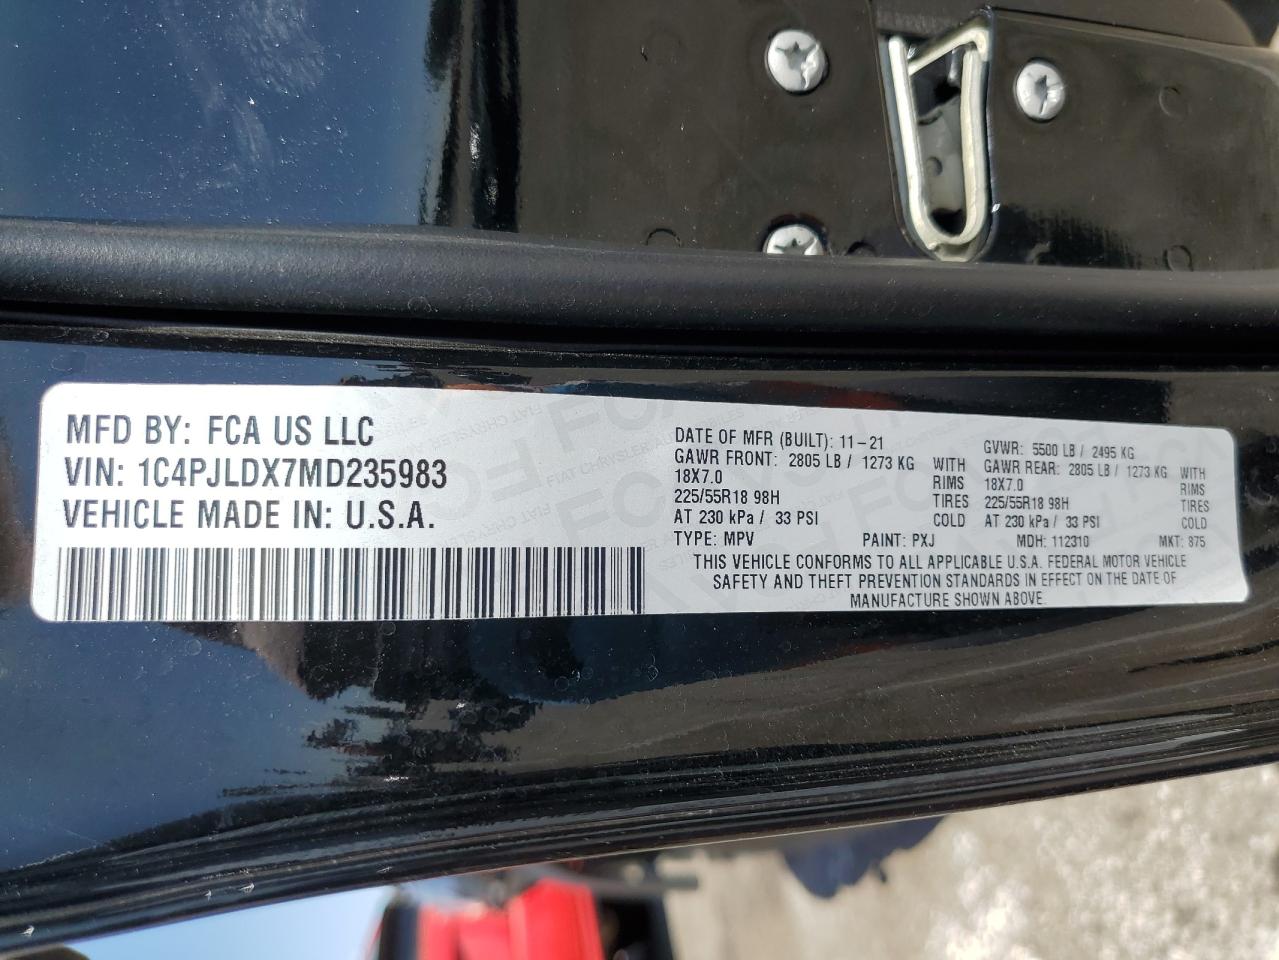 MFD BY: FCA US LLC
VIN: 1C4PJLDX7MD235983
VEHICLE MADE IN: U.S.A.
DATE OF MFR (BUILT): 11-21 GVWR: 5500 LB / 2495 KG
GAWR FRONT: 2805 LB / 1273 KG WITH GAWR REAR: 2805 LB / 1273 KG WITH
18X7.0 RIMS 18X7.0 RIMS
225/55R18 98H TIRES 225/55R18 98H TIRES
AT 230 kPa / 33 PSI COLD AT 230 kPa / 33 PSI COLD
TYPE: MPV PAINT: PXJ MDH: 112310 MKT: 875
THIS VEHICLE CONFORMS TO ALL APPLICABLE U.S.A. FEDERAL MOTOR VEHICLE
SAFETY AND THEFT PREVENTION STANDARDS IN EFFECT ON THE DATE OF
MANUFACTURE SHOWN ABOVE.